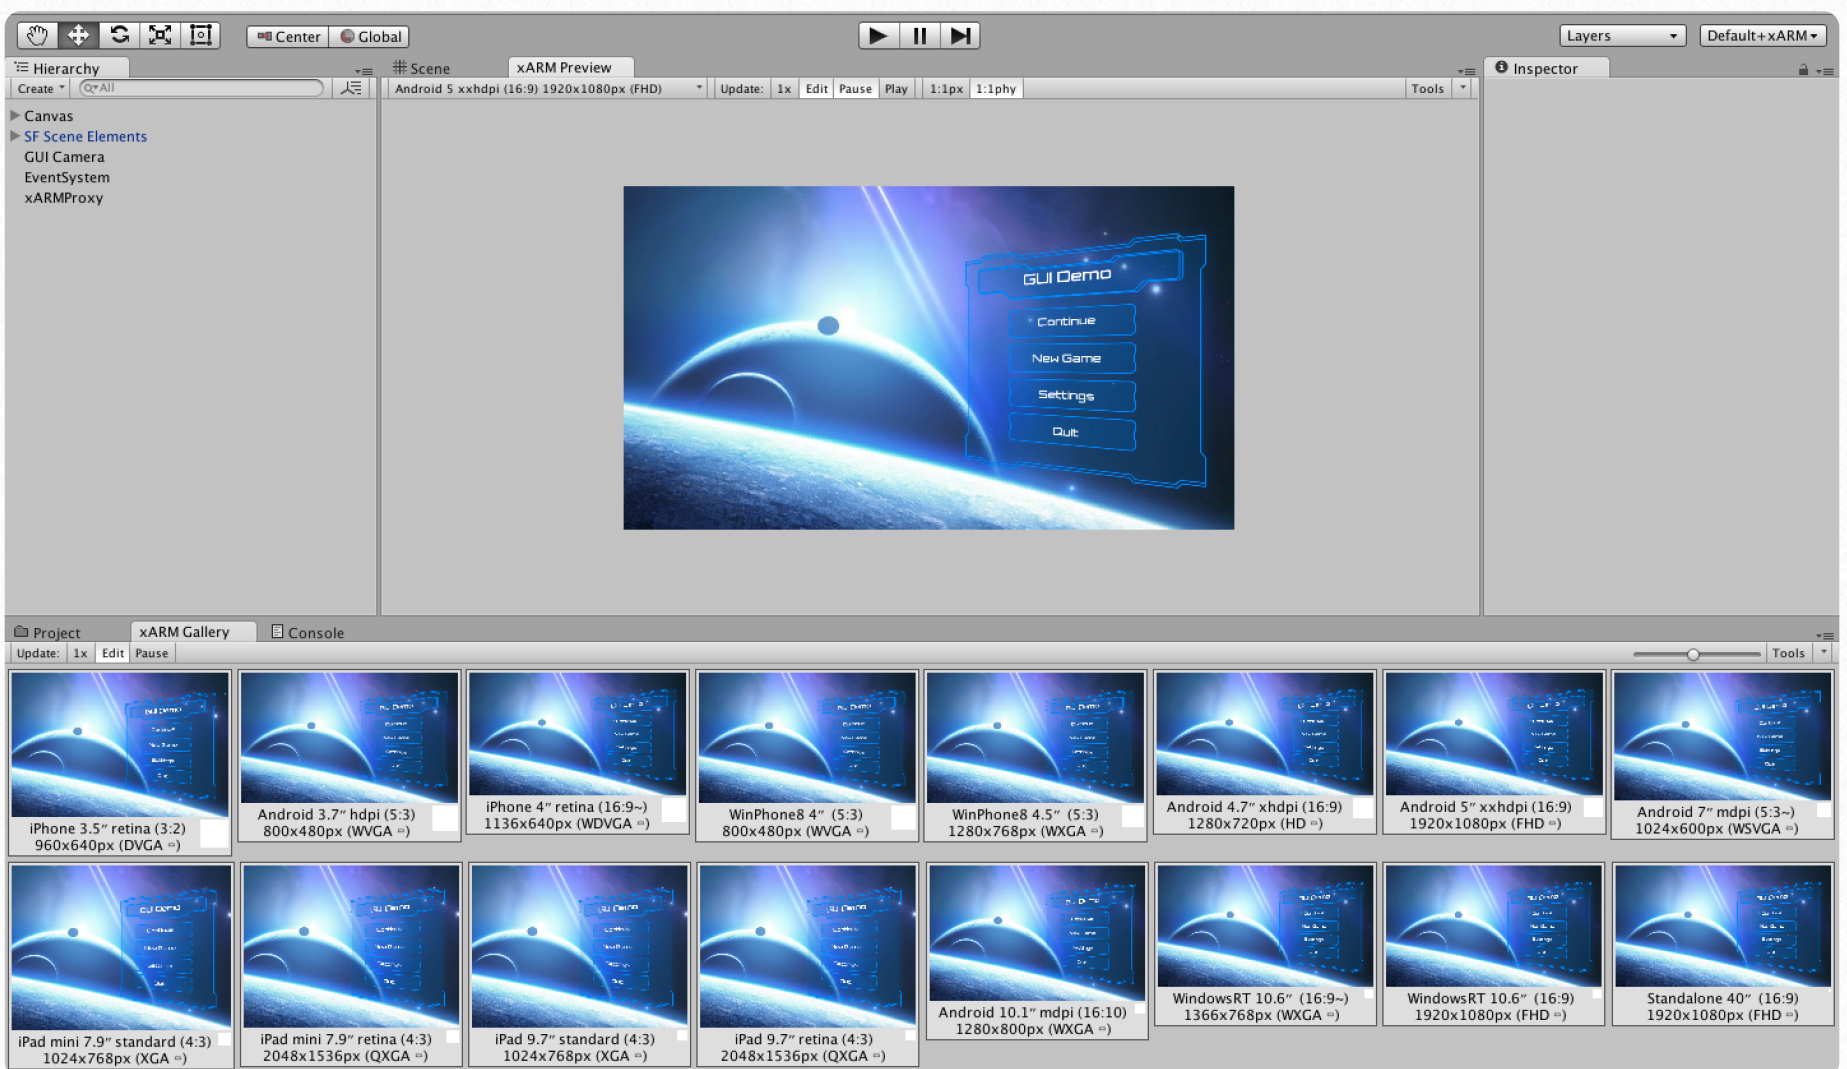 Center Global
Layers Default+xARM
Hierarchy
Scene xARM Preview
Inspector
Create All
Android 5 xxhdpi (16:9) 1920x1080px (FHD) Update: 1x Edit Pause Play 1:1px 1:1phy Tools
Canvas
SF Scene Elements
GUI Camera
EventSystem
xARMProxy
GUI Demo
Continue
New Game
Settings
Quit
Project xARM Gallery Console
Update: 1x Edit Pause Tools
iPhone 3.5" retina (3:2)
960x640px (DVGA)
Android 3.7" hdpi (5:3)
800x480px (WVGA)
iPhone 4" retina (16:9~)
1136x640px (WDVGA)
WinPhone8 4" (5:3)
800x480px (WVGA)
WinPhone8 4.5" (5:3)
1280x768px (WXGA)
Android 4.7" xhdpi (16:9)
1280x720px (HD)
Android 5" xxhdpi (16:9)
1920x1080px (FHD)
Android 7" mdpi (5:3~)
1024x600px (WSVGA)
iPad mini 7.9" standard (4:3)
1024x768px (XGA)
iPad mini 7.9" retina (4:3)
2048x1536px (QXGA)
iPad 9.7" standard (4:3)
1024x768px (XGA)
iPad 9.7" retina (4:3)
2048x1536px (QXGA)
Android 10.1" mdpi (16:10)
1280x800px (WXGA)
WindowsRT 10.6" (16:9~)
1366x768px (WXGA)
WindowsRT 10.6" (16:9)
1920x1080px (FHD)
Standalone 40" (16:9)
1920x1080px (FHD)